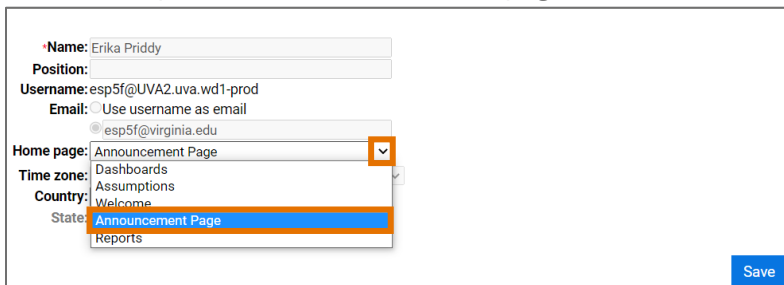 *Name: Erika Priddy
Position:
Username: esp5f@UVA2.uva.wd1-prod
Email: Use username as email
esp5f@virginia.edu
Home page: Announcement Page
Dashboards
Time zone:
Assumptions
Country:
Welcome
State:
Announcement Page
Reports
Save